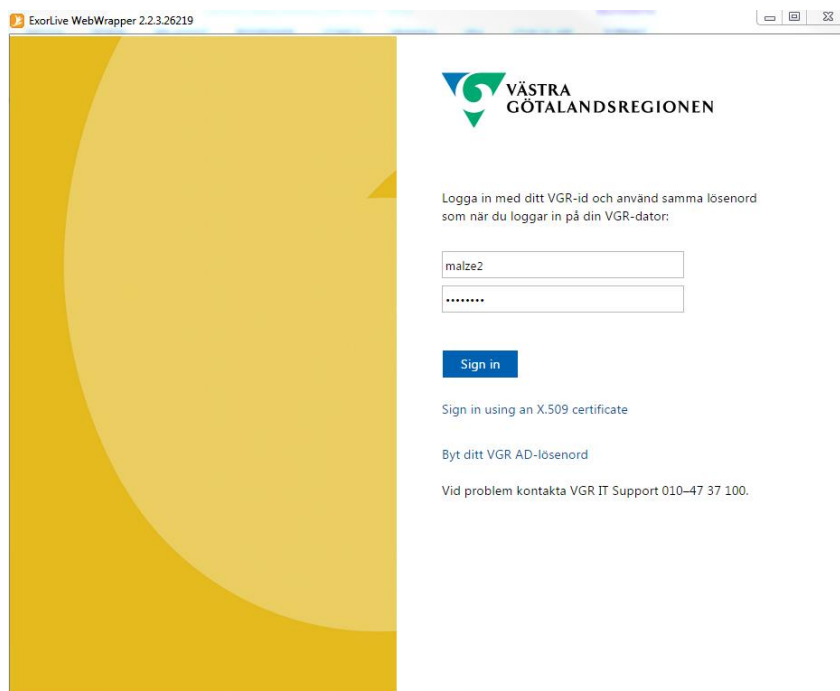 ExorLive WebWrapper 2.2.3.26219
VÄSTRA
GÖTALANDSREGIONEN
Logga in med ditt VGR-id och använd samma lösenord
som när du loggar in på din VGR-dator:
malze2
••••••••
Sign in
Sign in using an X.509 certificate
Byt ditt VGR AD-lösenord
Vid problem kontakta VGR IT Support 010–47 37 100.